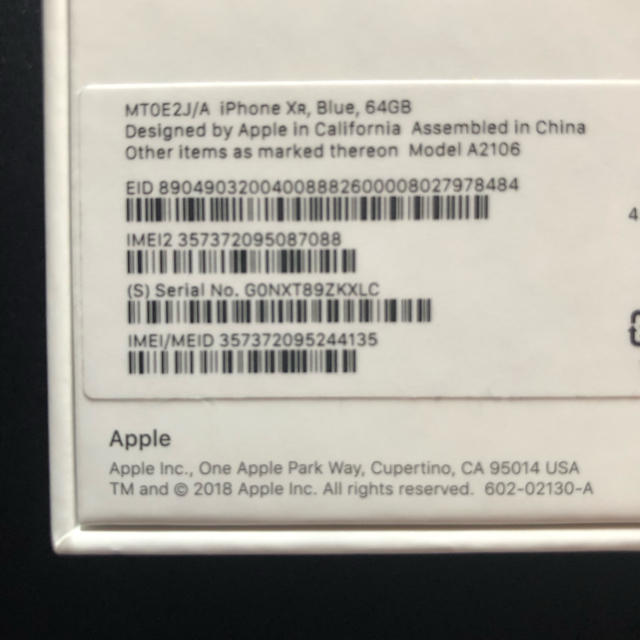 MT0E2J/A iPhone XR, Blue, 64GB
Designed by Apple in California Assembled in China
Other items as marked thereon Model A2106
EID 89049032004008882600008027978484
IMEI2 357372095087088
(S) Serial No. G0NXT89ZKXLC
IMEI/MEID 357372095244135
4
Apple
Apple Inc., One Apple Park Way, Cupertino, CA 95014 USA
TM and © 2018 Apple Inc. All rights reserved. 602-02130-A